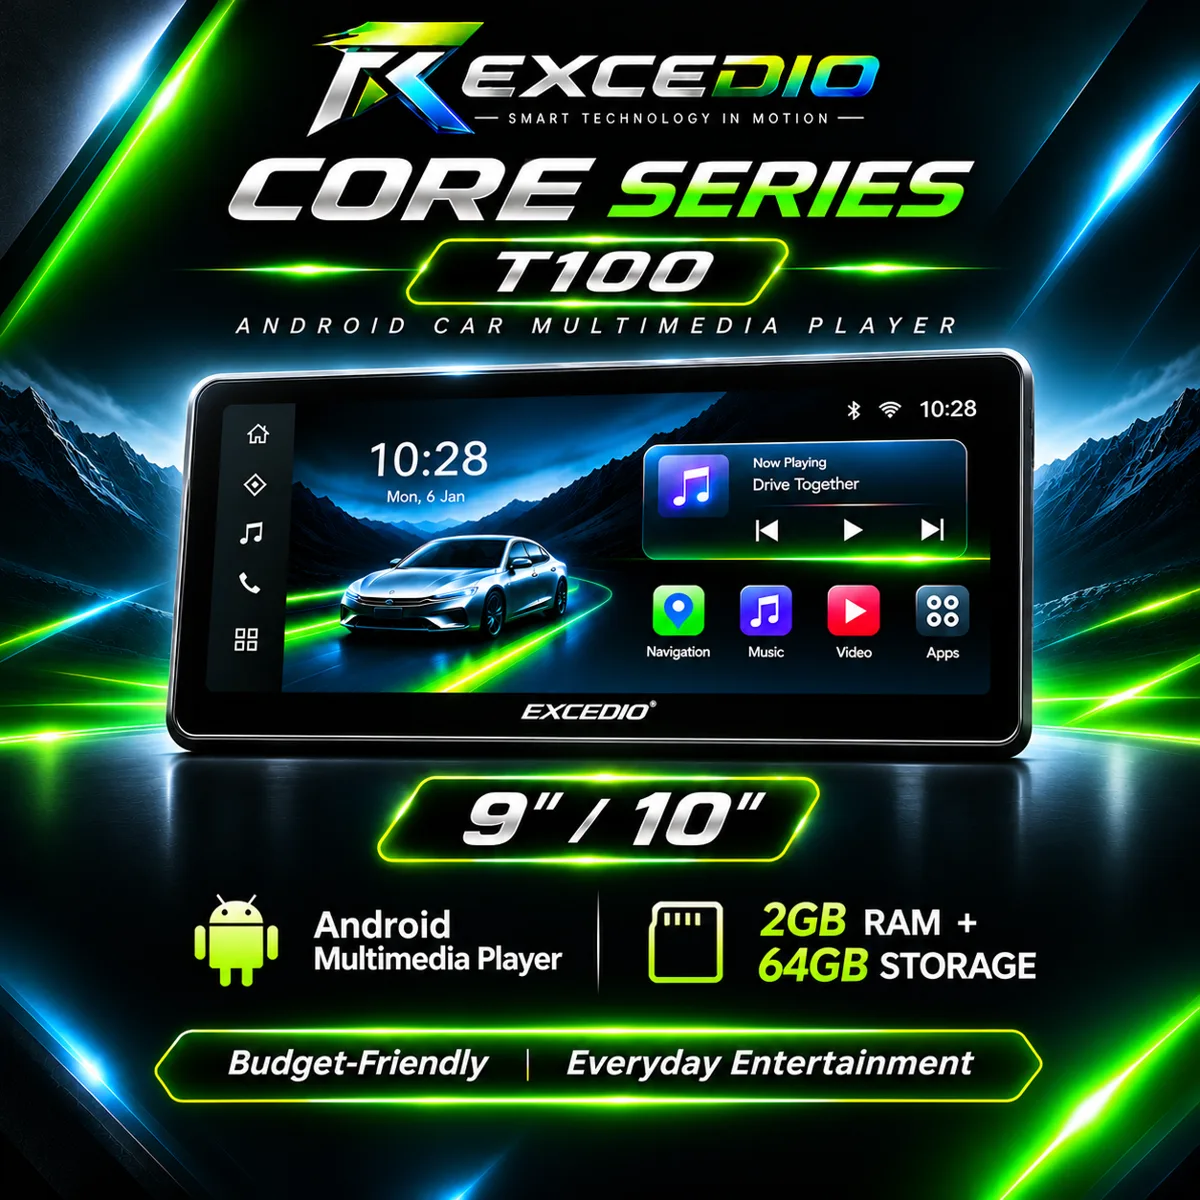 EXCEDIO
SMART TECHNOLOGY IN MOTION
CORE SERIES
T100
ANDROID CAR MULTIMEDIA PLAYER
10:28
10:28
Mon, 6 Jan
Now Playing
Drive Together
Navigation
Music
Video
Apps
EXCEDIO®
9" / 10"
Android
Multimedia Player
2GB RAM +
64GB STORAGE
Budget-Friendly | Everyday Entertainment